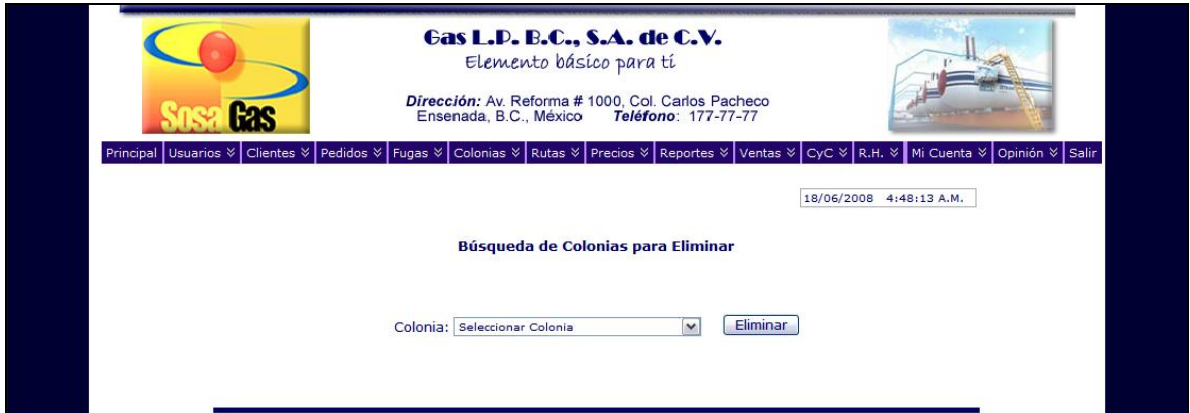 Gas L.P. B.C., S.A. de C.V.
Elemento básico para tí
Sosa Gas
Dirección: Av. Reforma # 1000, Col. Carlos Pacheco
Ensenada, B.C., México Teléfono: 177-77-77
Principal Usuarios Clientes Pedidos Fugas Colonias Rutas Precios Reportes Ventas CyC R.H. Mi Cuenta Opinión Salir
18/06/2008 4:48:13 A.M.
Búsqueda de Colonias para Eliminar
Colonia: Seleccionar Colonia Eliminar